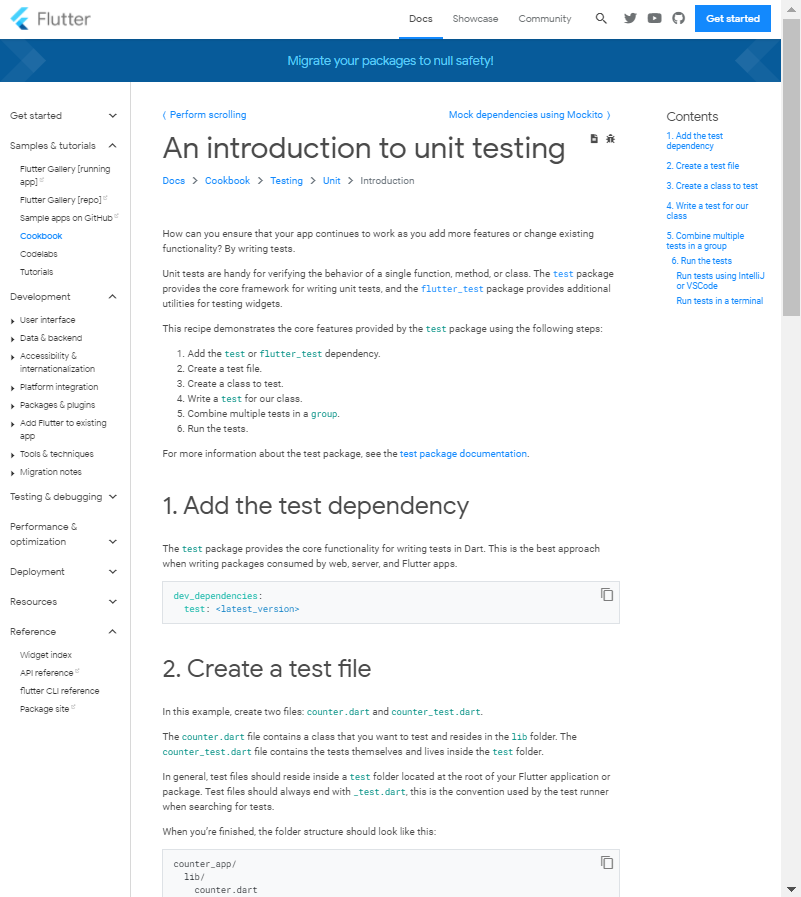 Flutter
Docs
Showcase
Community
Get started
Migrate your packages to null safety!
Get started
Samples & tutorials
Flutter Gallery [running
app]
Flutter Gallery [repo]
Sample apps on GitHub
Cookbook
Codelabs
Tutorials
Development
User interface
Data & backend
Accessibility &
internationalization
Platform integration
Packages & plugins
Add Flutter to existing
app
Tools & techniques
Migration notes
Testing & debugging
Performance &
optimization
Deployment
Resources
Reference
Widget index
API reference
flutter CLI reference
Package site
⟨ Perform scrolling
Mock dependencies using Mockito ⟩
An introduction to unit testing
Docs > Cookbook > Testing > Unit > Introduction
How can you ensure that your app continues to work as you add more features or change existing
functionality? By writing tests.
Unit tests are handy for verifying the behavior of a single function, method, or class. The test package
provides the core framework for writing unit tests, and the flutter_test package provides additional
utilities for testing widgets.
This recipe demonstrates the core features provided by the test package using the following steps:
1. Add the test or flutter_test dependency.
2. Create a test file.
3. Create a class to test.
4. Write a test for our class.
5. Combine multiple tests in a group.
6. Run the tests.
For more information about the test package, see the test package documentation.
1. Add the test dependency
The test package provides the core functionality for writing tests in Dart. This is the best approach
when writing packages consumed by web, server, and Flutter apps.
dev_dependencies:
test: <latest_version>
2. Create a test file
In this example, create two files: counter.dart and counter_test.dart.
The counter.dart file contains a class that you want to test and resides in the lib folder. The
counter_test.dart file contains the tests themselves and lives inside the test folder.
In general, test files should reside inside a test folder located at the root of your Flutter application or
package. Test files should always end with _test.dart, this is the convention used by the test runner
when searching for tests.
When you're finished, the folder structure should look like this:
counter_app/
lib/
counter.dart
Contents
1. Add the test
dependency
2. Create a test file
3. Create a class to test
4. Write a test for our
class
5. Combine multiple
tests in a group
6. Run the tests
Run tests using IntelliJ
or VSCode
Run tests in a terminal